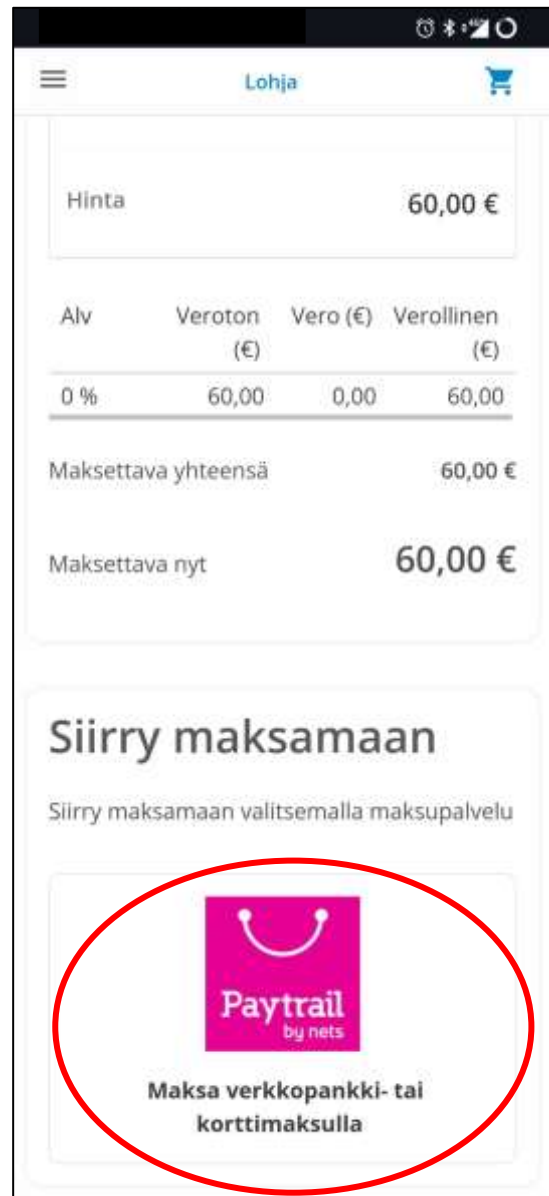 Lohja
Hinta 60,00 €
Alv Veroton (€) Vero (€) Verollinen (€)
0 % 60,00 0,00 60,00
Maksettava yhteensä 60,00 €
Maksettava nyt 60,00 €
Siirry maksamaan
Siirry maksamaan valitsemalla maksupalvelu
Paytrail
by nets
Maksa verkkopankki- tai
korttimaksulla